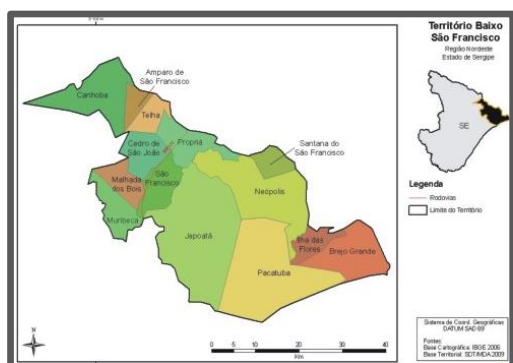 Território Baixo
São Francisco
Região Nordeste
Estado de Sergipe
SE
Legenda
Rodovias
Limite do Território
Sistema de Coord. Geográficas
DATUM SAD 69
Fontes:
Base Cartográfica: IBGE 2006
Base Territorial: SDT/MDA 2009
Amparo de
São Francisco
Canhoba
Telha
Cedro de
São João
Propriá
Santana do
São Francisco
São
Francisco
Malhada
dos Bois
Neópolis
Muribeca
Japoatã
Ilha das
Flores
Brejo Grande
Pacatuba
N
0
10
20
30
40
Km